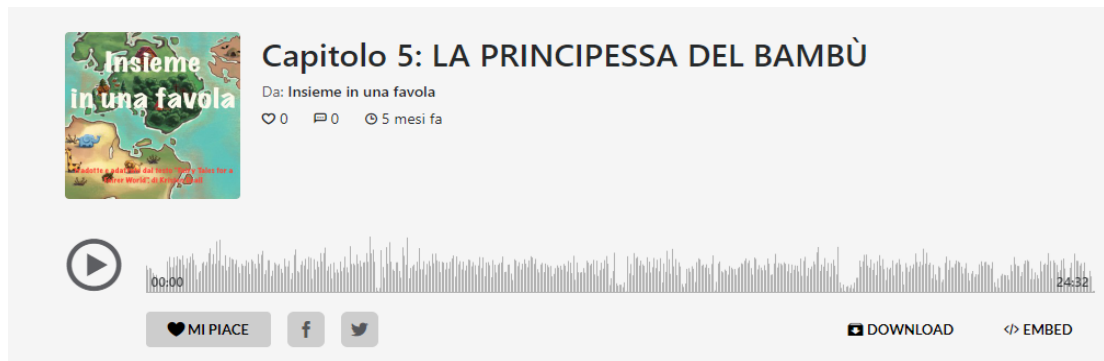 Insieme
in una favola
Capitolo 5: LA PRINCIPESSA DEL BAMBÙ
Da: Insieme in una favola
0 0 5 mesi fa
00:00 24:32
MI PIACE
DOWNLOAD </> EMBED